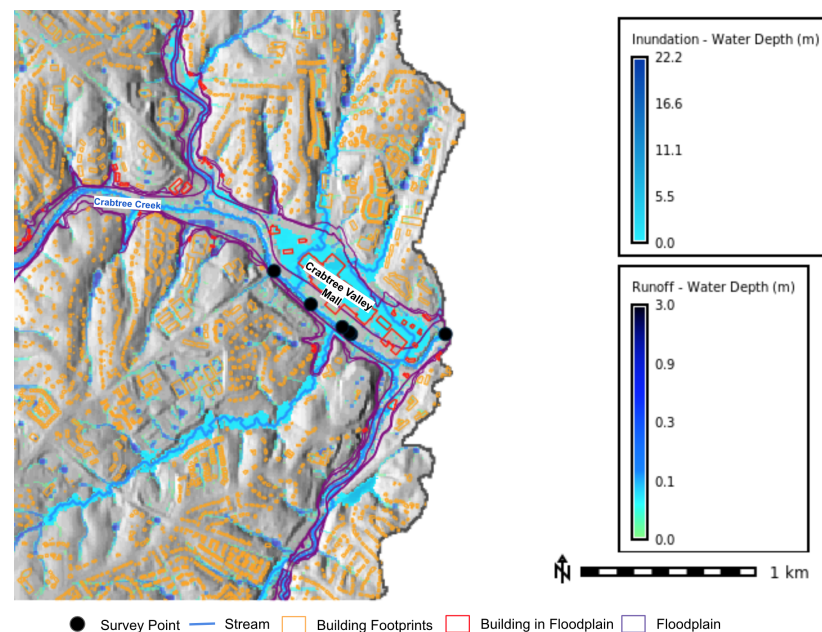 Inundation - Water Depth (m)
22.2
16.6
11.1
5.5
0.0
Crabtree Creek
Crabtree Valley
Mall
Runoff - Water Depth (m)
3.0
0.9
0.3
0.1
0.0
N
1 km
Survey Point
Stream
Building Footprints
Building in Floodplain
Floodplain